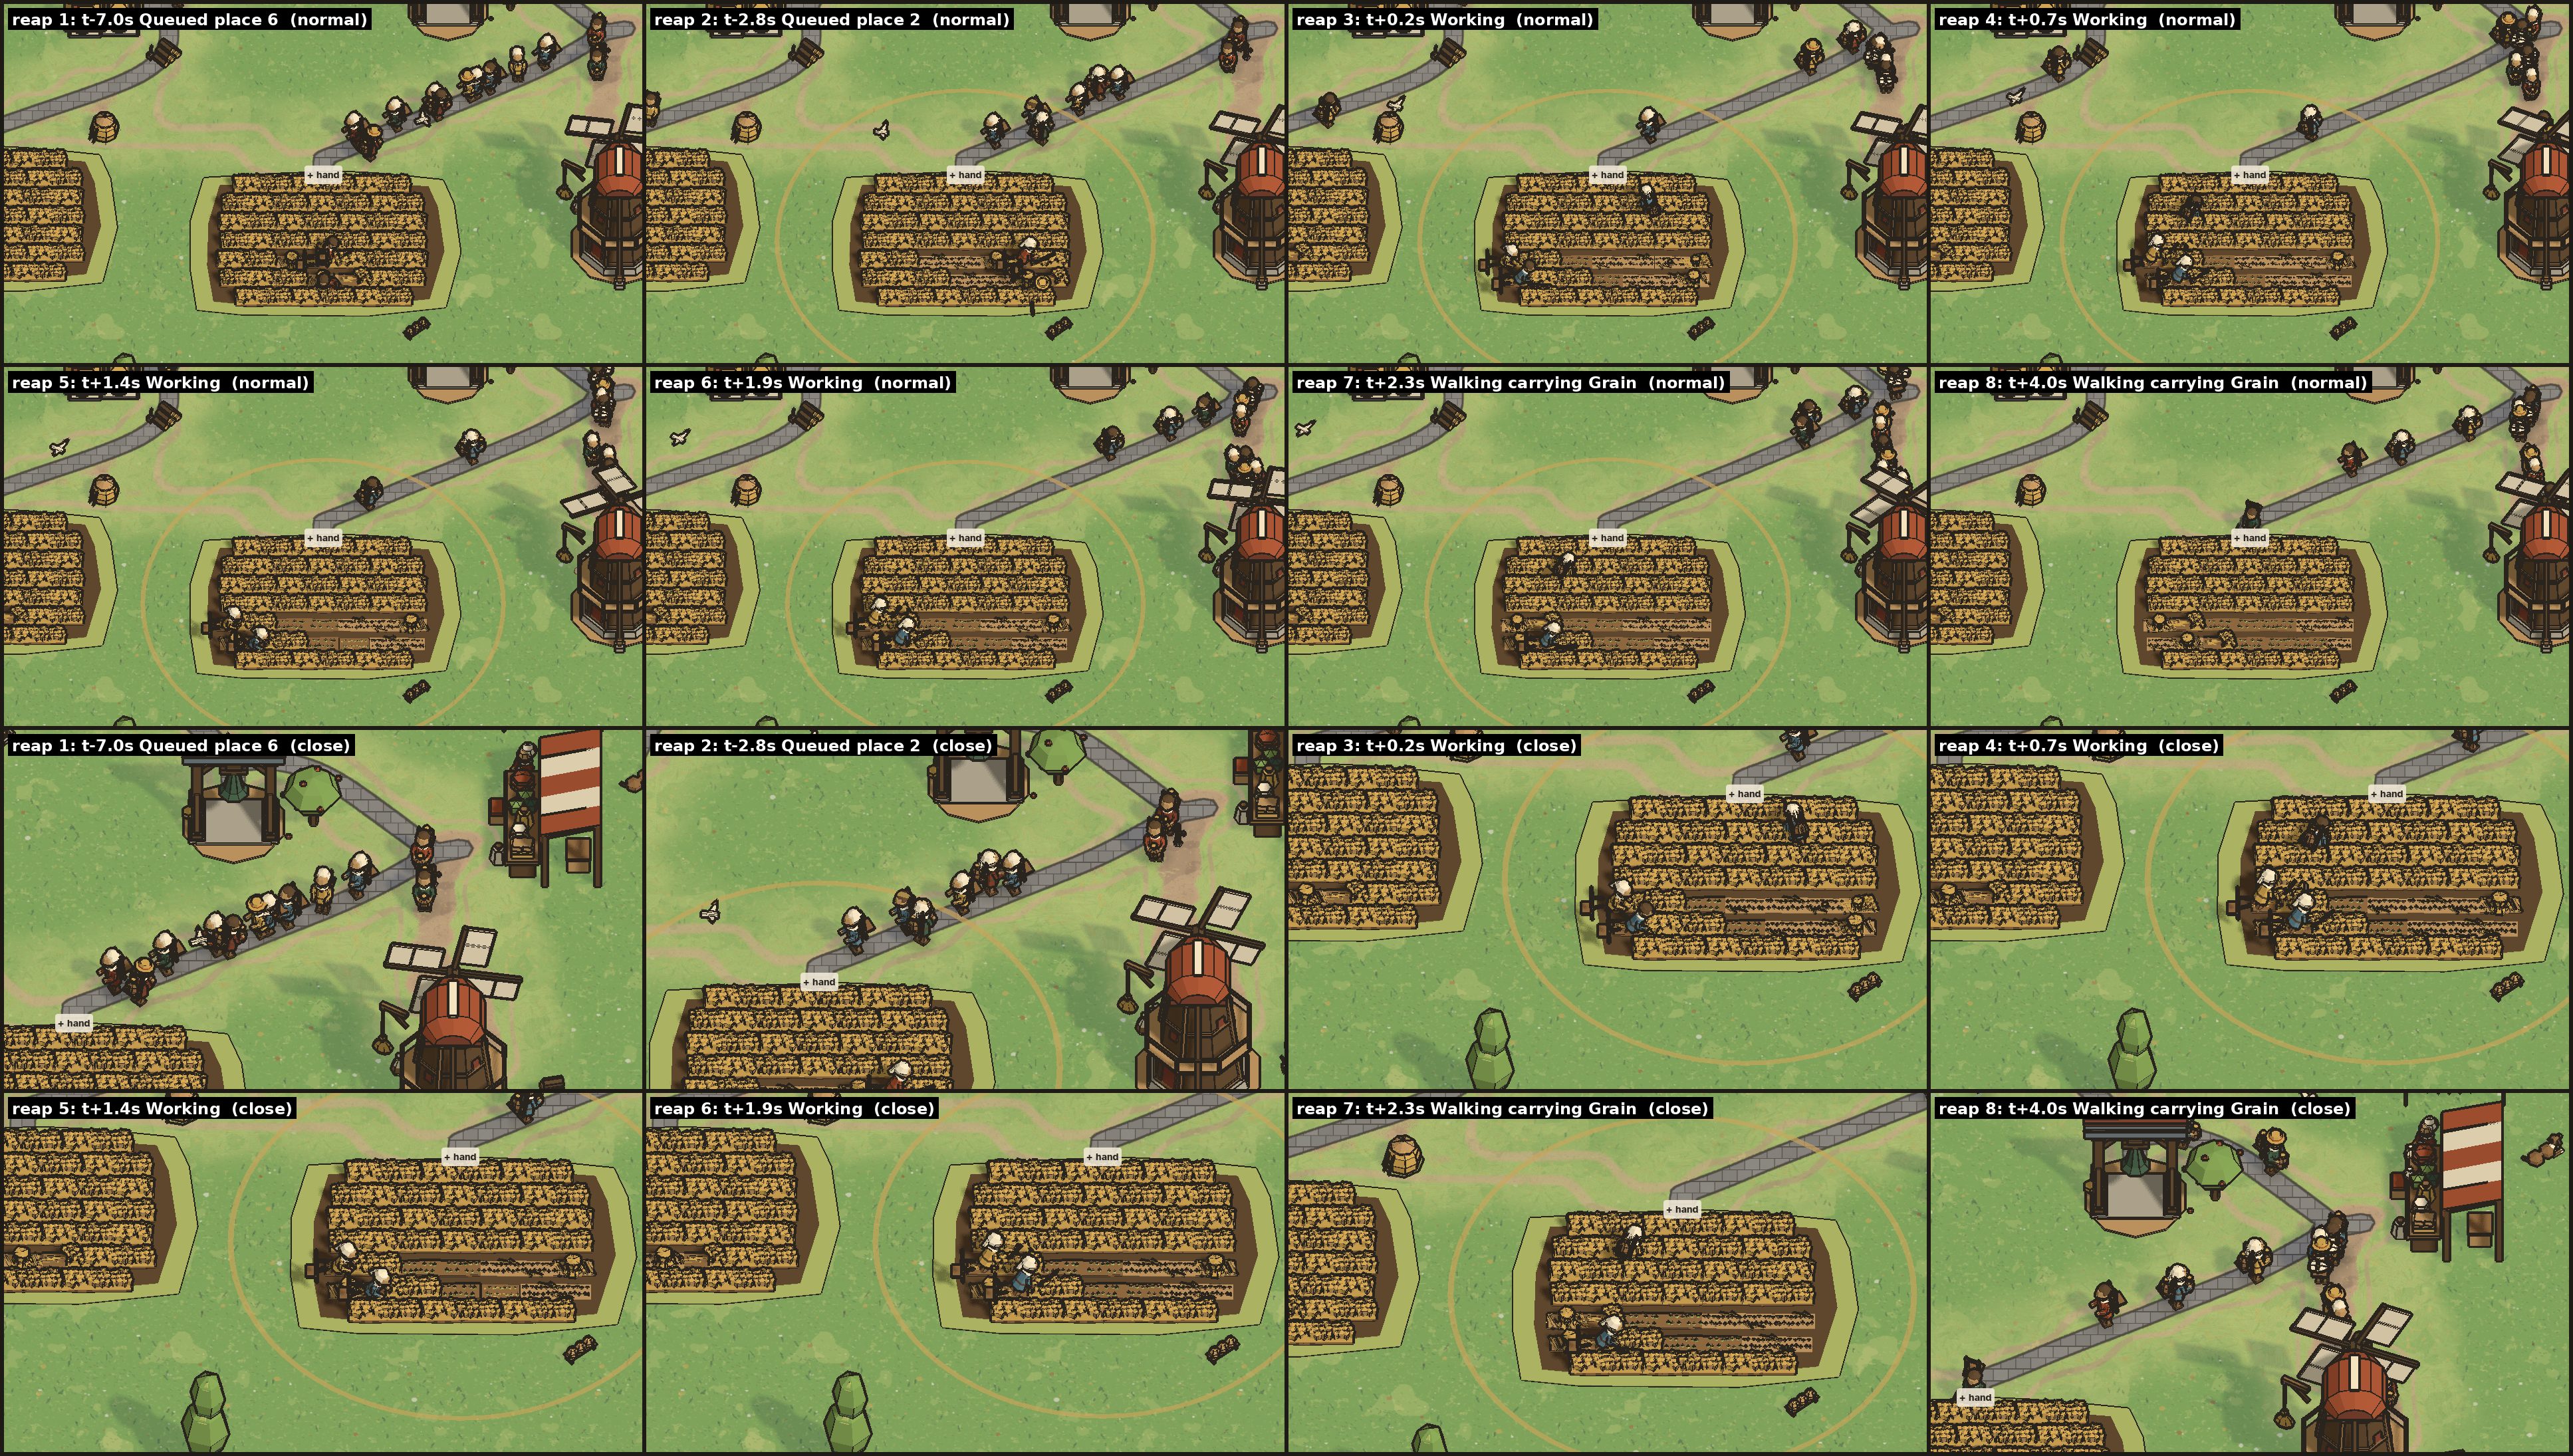 reap 1: t-7.0s Queued place 6 (normal)
reap 2: t-2.8s Queued place 2 (normal)
reap 3: t+0.2s Working (normal)
reap 4: t+0.7s Working (normal)
+ hand
+ hand
+ hand
+ hand
reap 5: t+1.4s Working (normal)
reap 6: t+1.9s Working (normal)
reap 7: t+2.3s Walking carrying Grain (normal)
reap 8: t+4.0s Walking carrying Grain (normal)
+ hand
+ hand
+ hand
+ hand
reap 1: t-7.0s Queued place 6 (close)
reap 2: t-2.8s Queued place 2 (close)
reap 3: t+0.2s Working (close)
reap 4: t+0.7s Working (close)
+ hand
+ hand
+ hand
+ hand
reap 5: t+1.4s Working (close)
reap 6: t+1.9s Working (close)
reap 7: t+2.3s Walking carrying Grain (close)
reap 8: t+4.0s Walking carrying Grain (close)
+ hand
+ hand
+ hand
+ hand